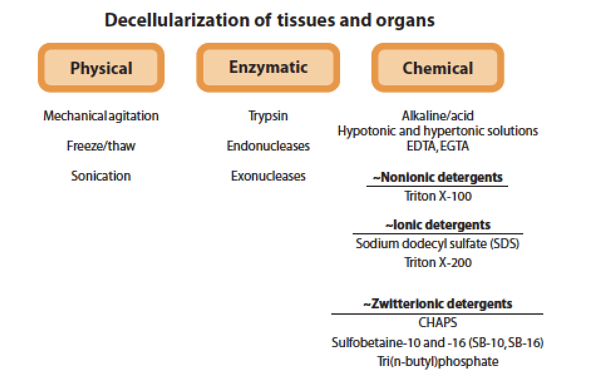 Decellularization of tissues and organs
Physical
Enzymatic
Chemical
Mechanical agitation
Freeze/thaw
Sonication
Trypsin
Endonucleases
Exonucleases
Alkaline/acid
Hypotonic and hypertonic solutions
EDTA, EGTA
~Nonionic detergents
Triton X-100
~Ionic detergents
Sodium dodecyl sulfate (SDS)
Triton X-200
~Zwitterionic detergents
CHAPS
Sulfobetaine-10 and -16 (SB-10, SB-16)
Tri(n-butyl)phosphate